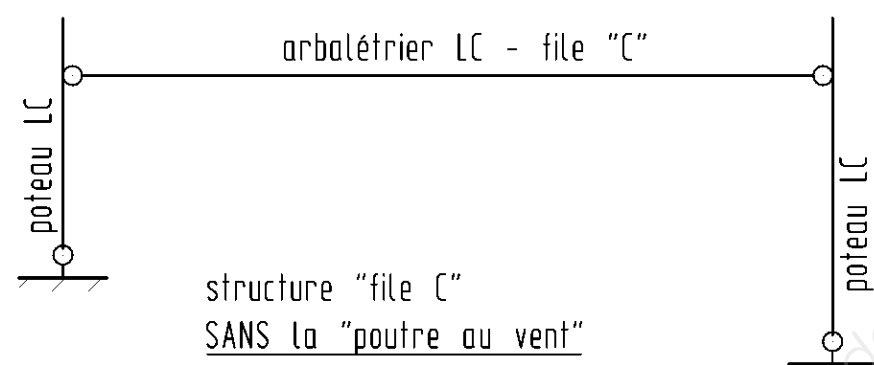 arbalétrier LC - file "C"
poteau LC
poteau LC
structure "file C"
SANS la "poutre au vent"